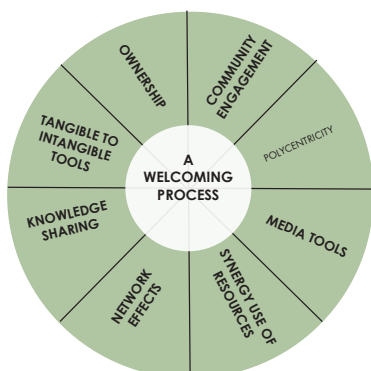 A
WELCOMING
PROCESS
COMMUNITY
ENGAGEMENT
POLYCENTRICITY
MEDIA TOOLS
SYNERGY USE OF
RESOURCES
NETWORK
EFFECTS
KNOWLEDGE
SHARING
TANGIBLE TO
INTANGIBLE
TOOLS
OWNERSHIP